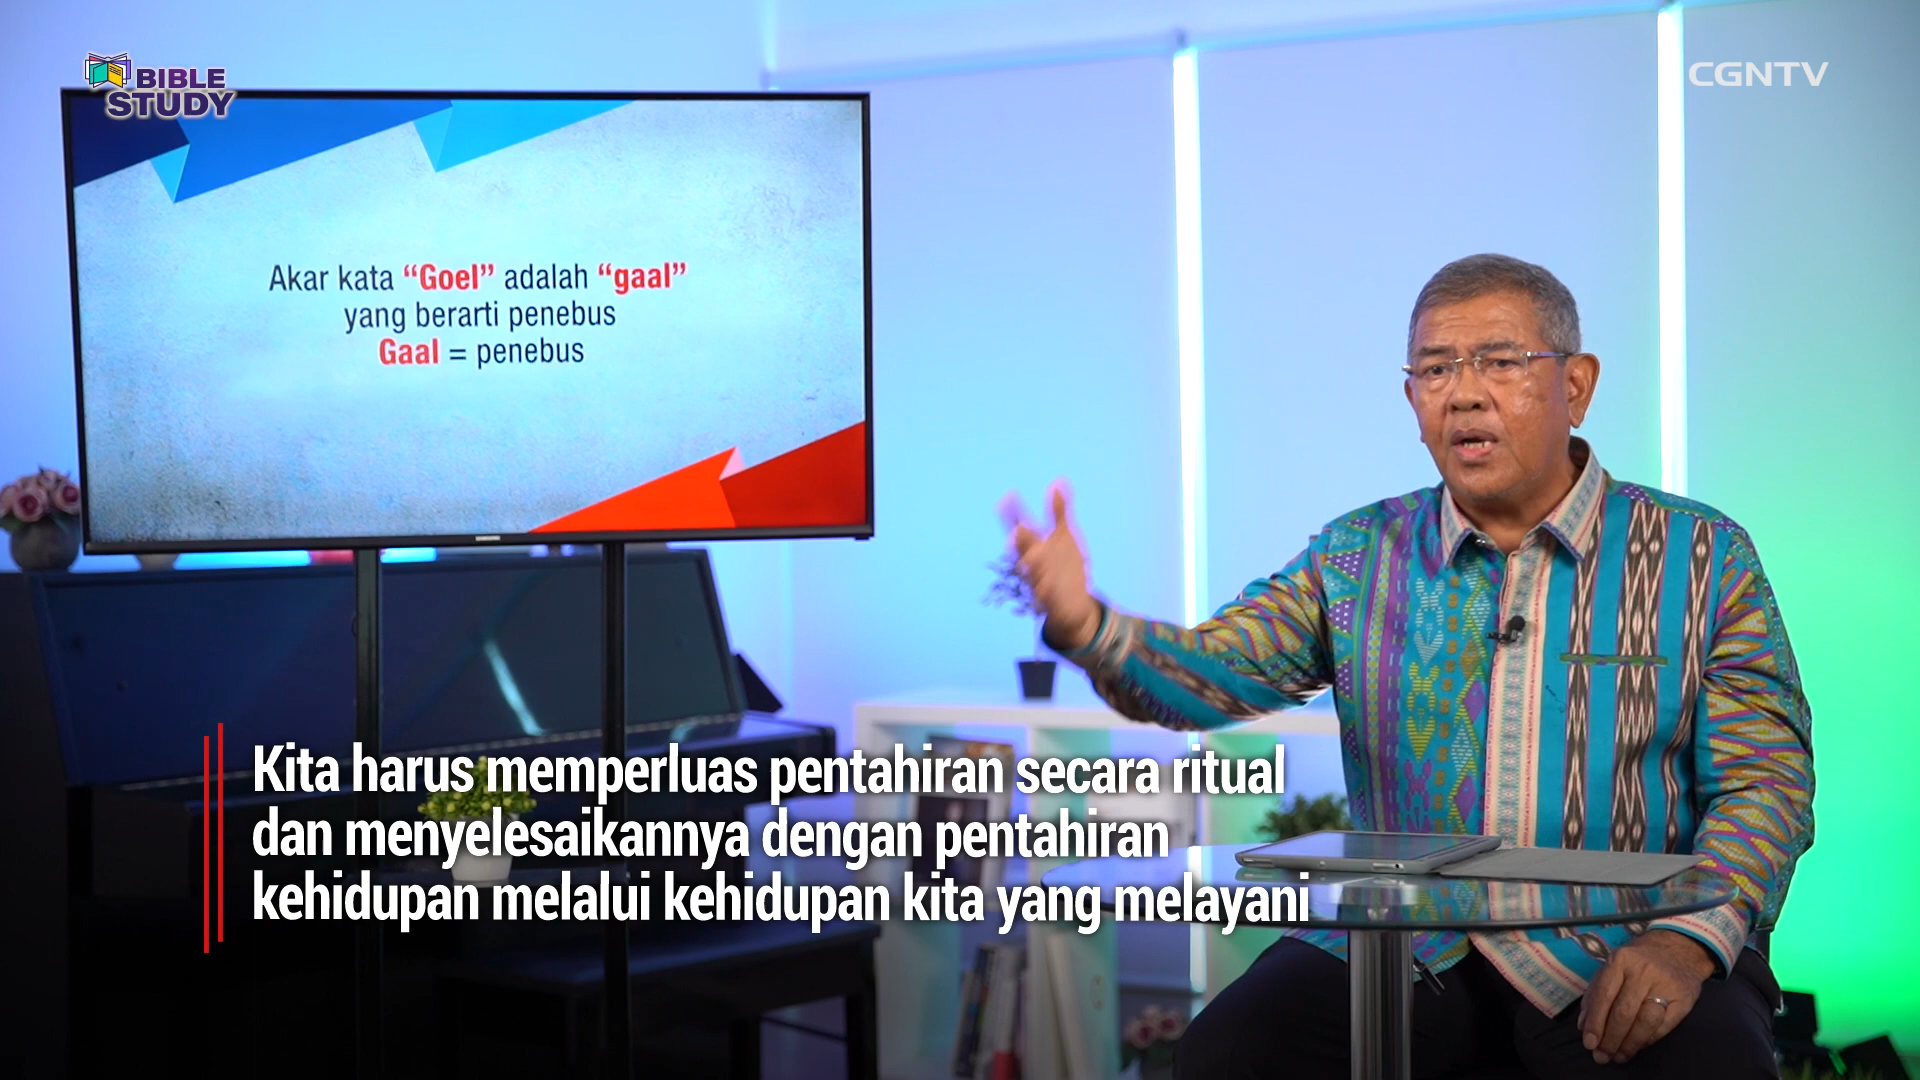 BIBLE
STUDY
CGNTV
Akar kata “Goel” adalah “gaal”
yang berarti penebus
Gaal = penebus
SAMSUNG
Kita harus memperluas pentahiran secara ritual
dan menyelesaikannya dengan pentahiran
kehidupan melalui kehidupan kita yang melayani